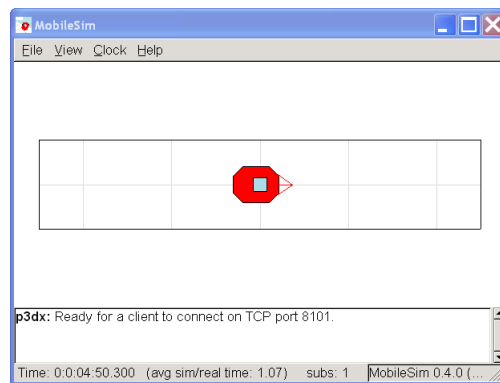 MobileSim
File View Clock Help
p3dx: Ready for a client to connect on TCP port 8101.
Time: 0:0:04:50.300 (avg sim/real time: 1.07) subs: 1 MobileSim 0.4.0 (...